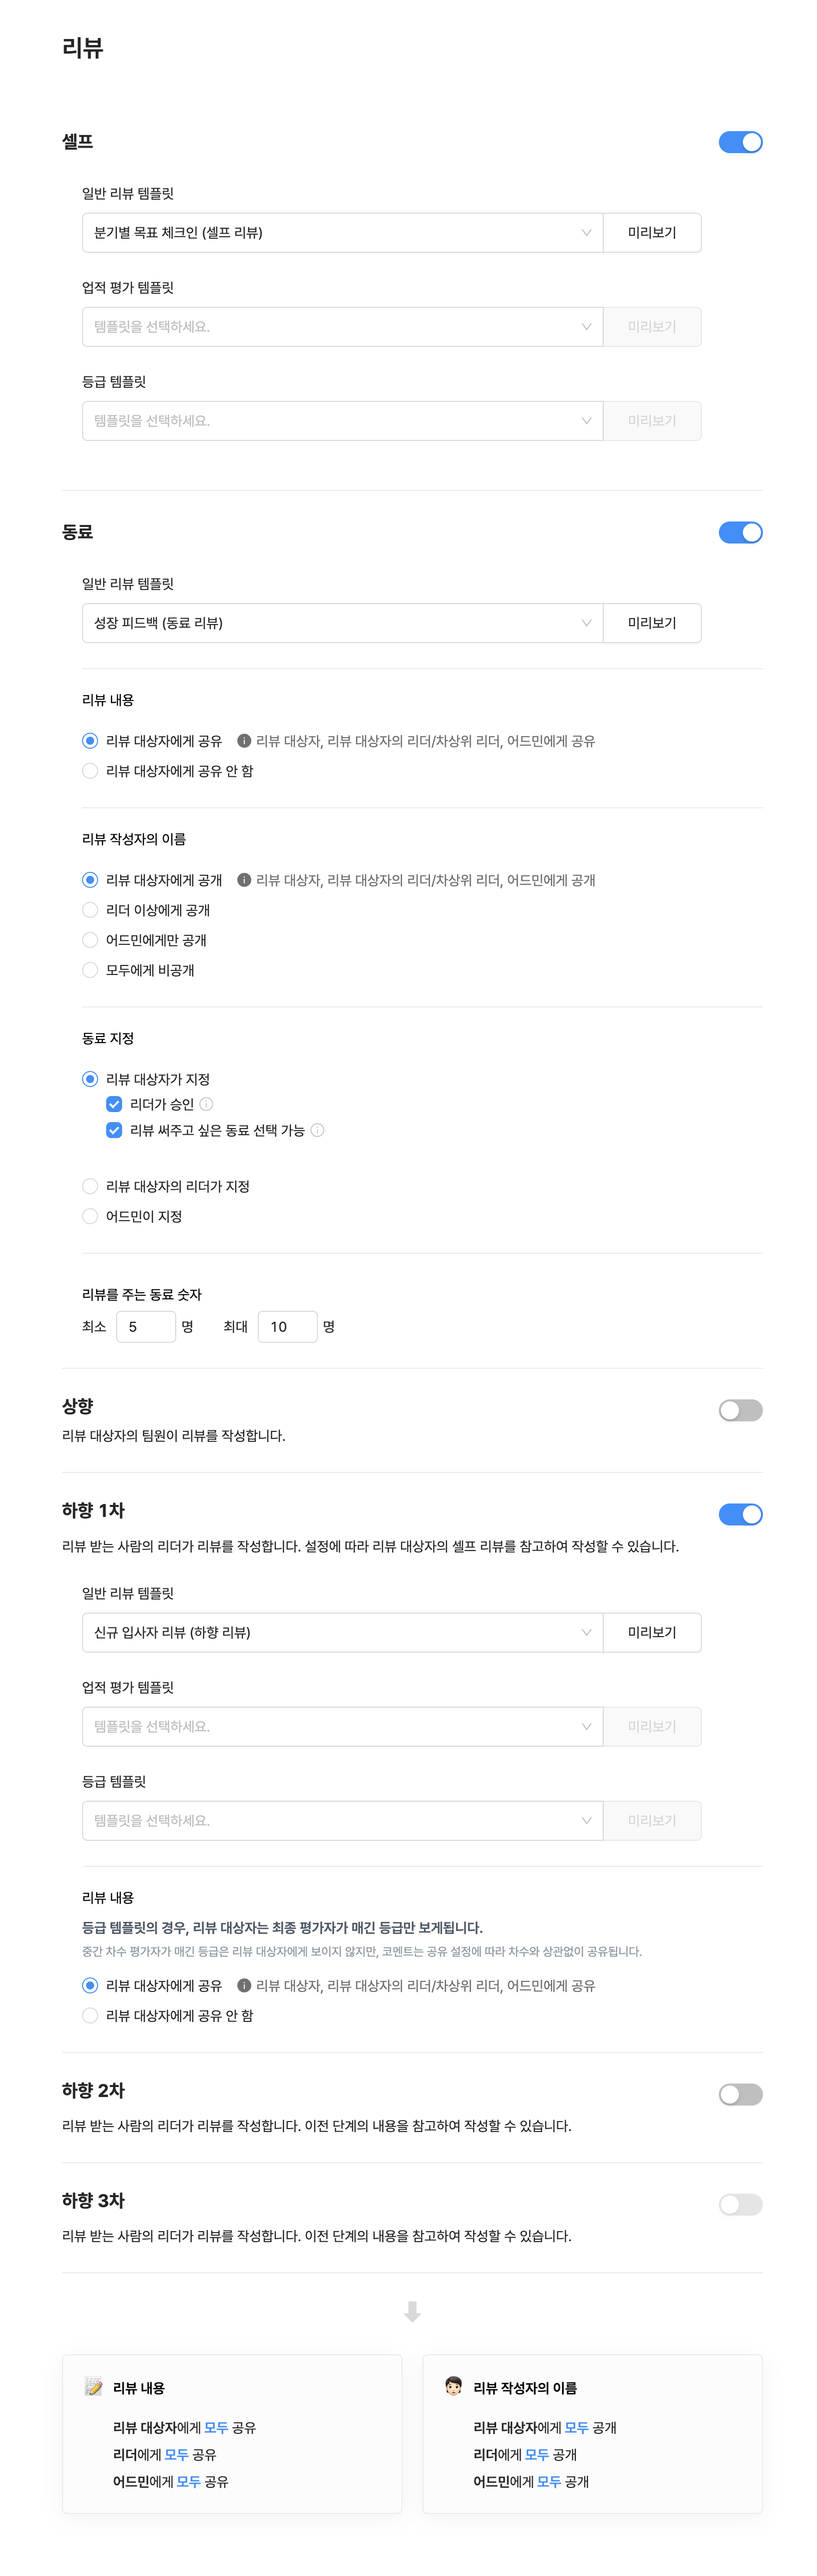 리뷰
셀프
일반 리뷰 템플릿
분기별 목표 체크인 (셀프 리뷰) 미리보기
업적 평가 템플릿
템플릿을 선택하세요. 미리보기
등급 템플릿
템플릿을 선택하세요. 미리보기
동료
일반 리뷰 템플릿
성장 피드백 (동료 리뷰) 미리보기
리뷰 내용
리뷰 대상자에게 공유 리뷰 대상자, 리뷰 대상자의 리더/차상위 리더, 어드민에게 공유
리뷰 대상자에게 공유 안 함
리뷰 작성자의 이름
리뷰 대상자에게 공개 리뷰 대상자, 리뷰 대상자의 리더/차상위 리더, 어드민에게 공개
리더 이상에게 공개
어드민에게만 공개
모두에게 비공개
동료 지정
리뷰 대상자가 지정
리더가 승인
리뷰 써주고 싶은 동료 선택 가능
리뷰 대상자의 리더가 지정
어드민이 지정
리뷰를 주는 동료 숫자
최소 5 명 최대 10 명
상향
리뷰 대상자의 팀원이 리뷰를 작성합니다.
하향 1차
리뷰 받는 사람의 리더가 리뷰를 작성합니다. 설정에 따라 리뷰 대상자의 셀프 리뷰를 참고하여 작성할 수 있습니다.
일반 리뷰 템플릿
신규 입사자 리뷰 (하향 리뷰) 미리보기
업적 평가 템플릿
템플릿을 선택하세요. 미리보기
등급 템플릿
템플릿을 선택하세요. 미리보기
리뷰 내용
등급 템플릿의 경우, 리뷰 대상자는 최종 평가자가 매긴 등급만 보게됩니다.
중간 차수 평가자가 매긴 등급은 리뷰 대상자에게 보이지 않지만, 코멘트는 공유 설정에 따라 차수와 상관없이 공유됩니다.
리뷰 대상자에게 공유 리뷰 대상자, 리뷰 대상자의 리더/차상위 리더, 어드민에게 공유
리뷰 대상자에게 공유 안 함
하향 2차
리뷰 받는 사람의 리더가 리뷰를 작성합니다. 이전 단계의 내용을 참고하여 작성할 수 있습니다.
하향 3차
리뷰 받는 사람의 리더가 리뷰를 작성합니다. 이전 단계의 내용을 참고하여 작성할 수 있습니다.
리뷰 내용
리뷰 대상자에게 모두 공유
리더에게 모두 공유
어드민에게 모두 공유
리뷰 작성자의 이름
리뷰 대상자에게 모두 공개
리더에게 모두 공개
어드민에게 모두 공개